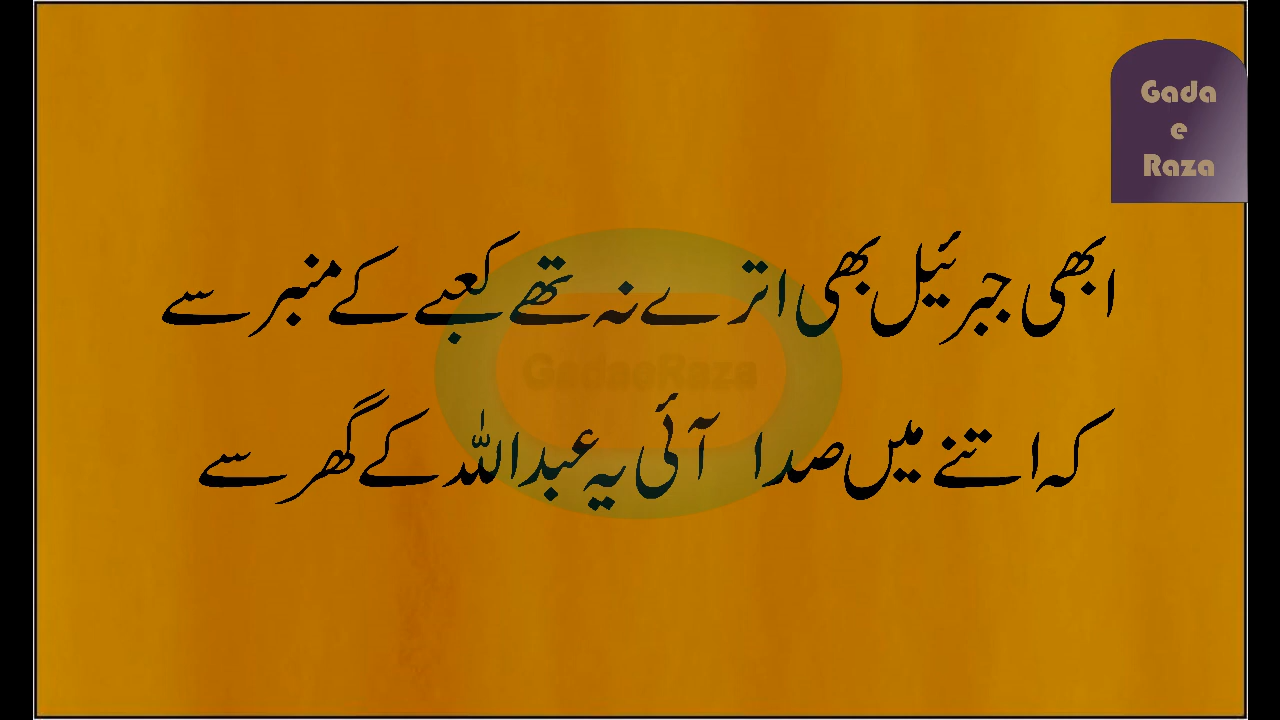 Gada
e
Raza
ابھی جبرئیل بھی اترے نہ تھے کعبے کے منبر سے
GadaeRaza
کہ اتنے میں صدا آئی یہ عبداللہ کے گھر سے